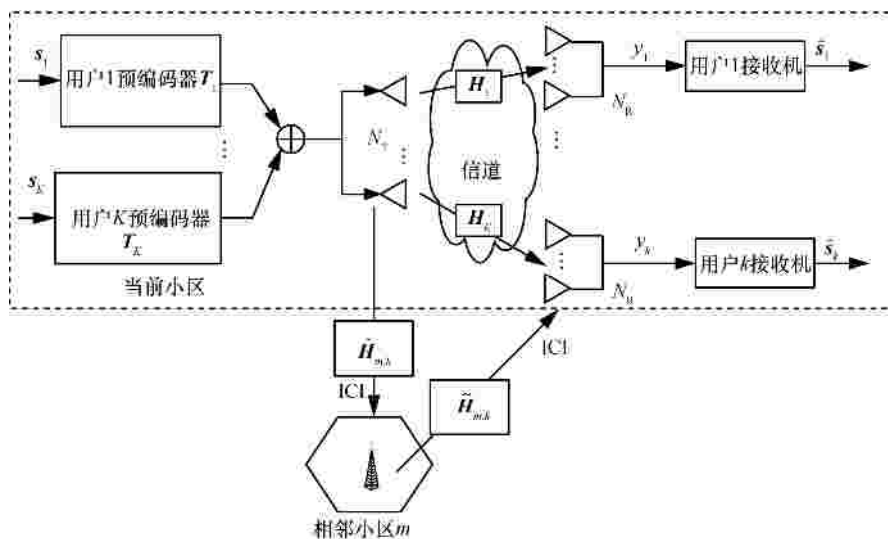 s₁
用户1预编码器T₁
s_K
用户K预编码器
T_K
当前小区
N_T
H₁
信道
H_K
N_R
y₁
用户1接收机
ŝ₁
y_k
用户k接收机
ŝ_k
N_R
H̃_{m,k}
ICI
ICI
H̃_{m,k}
相邻小区m